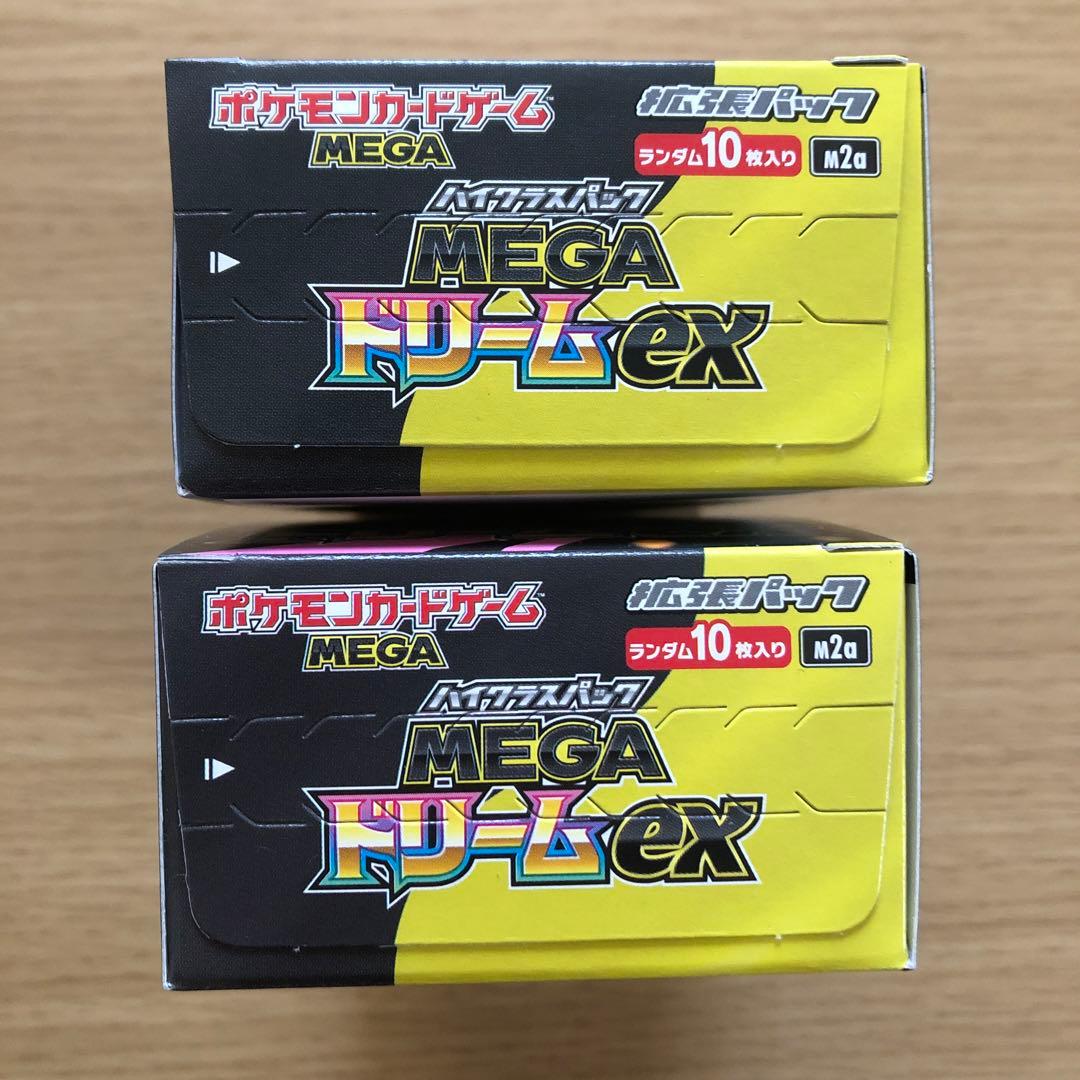 ポケモンカードゲーム™
MEGA
拡張パック
ランダム10枚入り M2a
ハイクラスパック
MEGA
ドリームex
ポケモンカードゲーム™
MEGA
拡張パック
ランダム10枚入り M2a
ハイクラスパック
MEGA
ドリームex